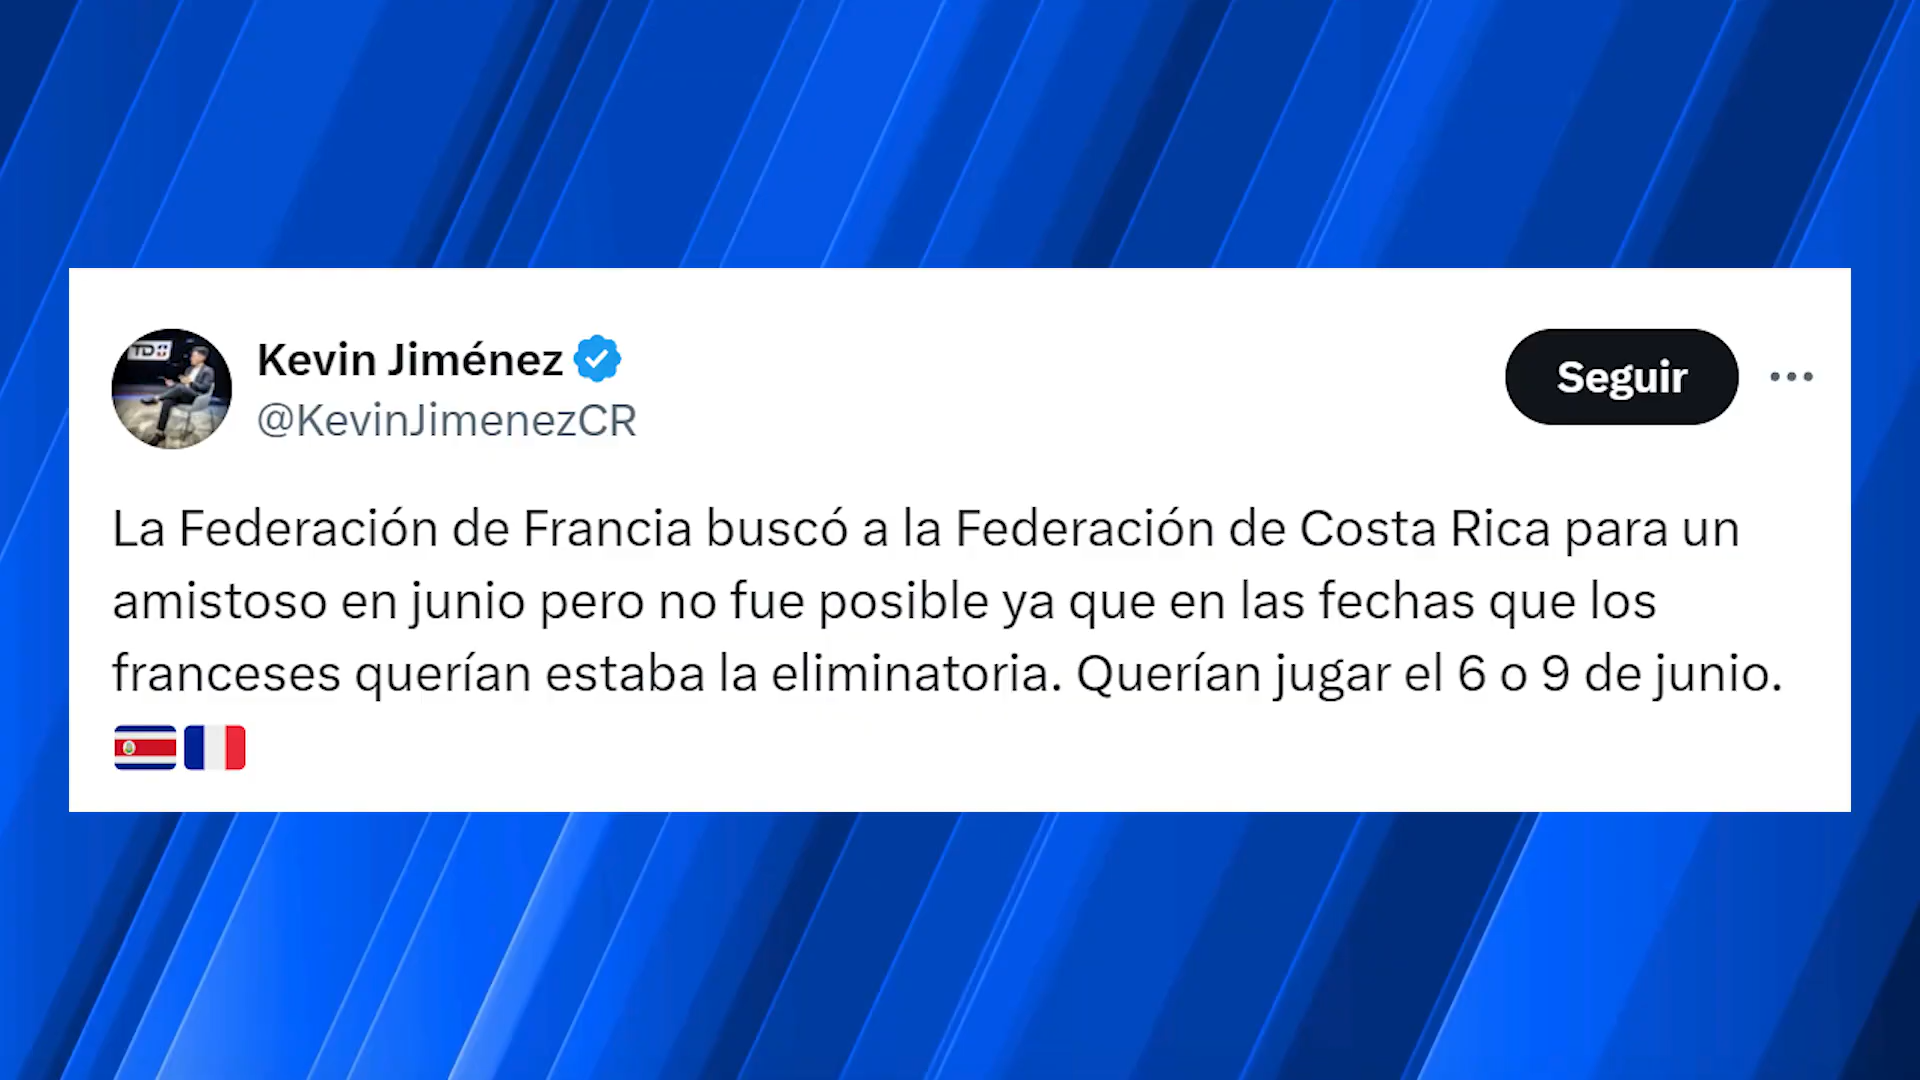 TD+
Kevin Jiménez
@KevinJimenezCR
Seguir
La Federación de Francia buscó a la Federación de Costa Rica para un
amistoso en junio pero no fue posible ya que en las fechas que los
franceses querían estaba la eliminatoria. Querían jugar el 6 o 9 de junio.